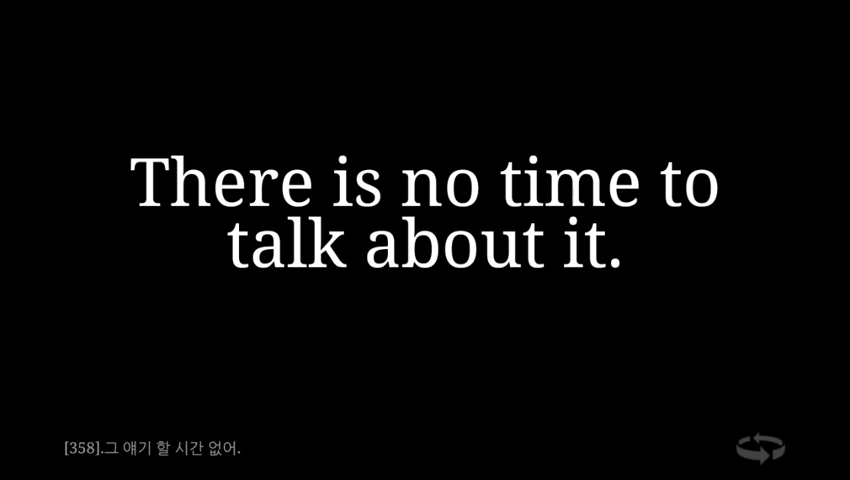 There is no time to
talk about it.
[358].그 얘기 할 시간 없어.